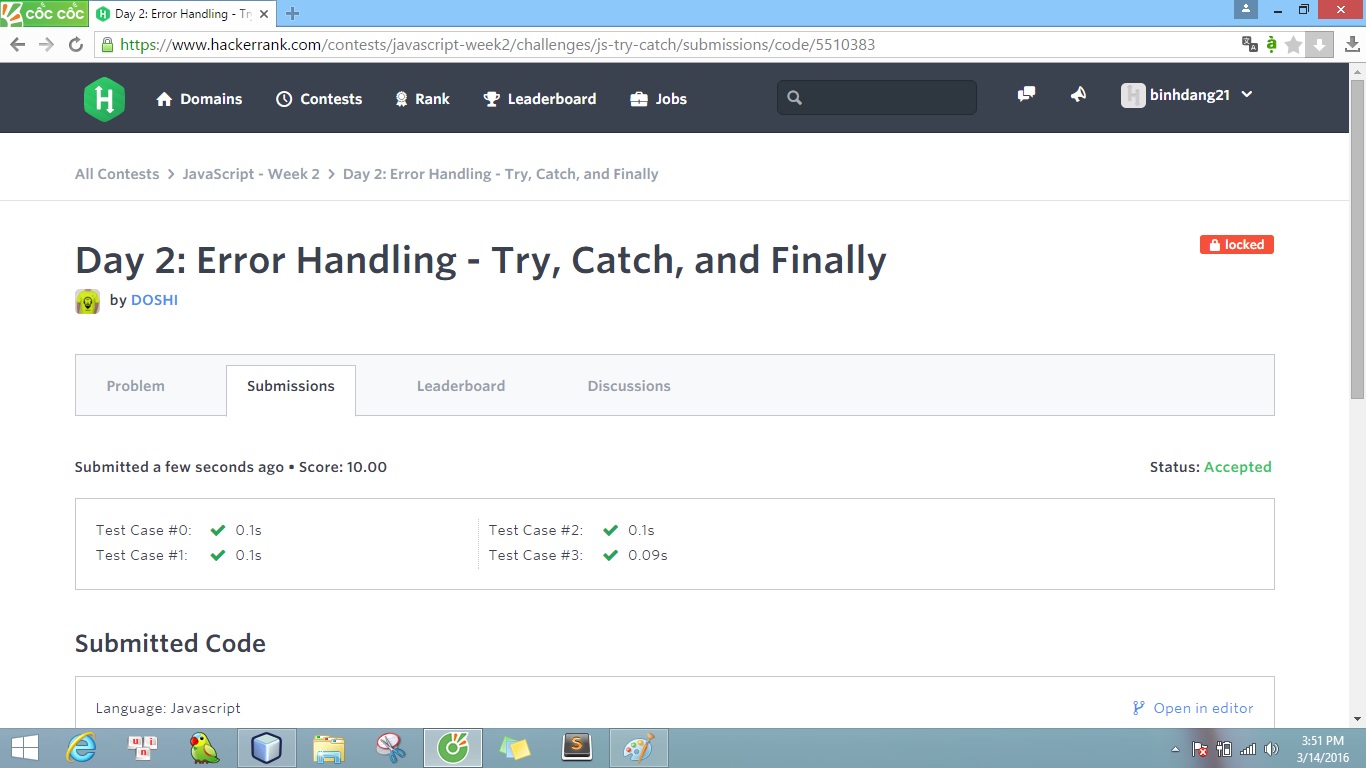 CỐC CỐC
Day 2: Error Handling - Tr
https://www.hackerrank.com/contests/javascript-week2/challenges/js-try-catch/submissions/code/5510383
H
Domains
Contests
Rank
Leaderboard
Jobs
binhdang21
All Contests > JavaScript - Week 2 > Day 2: Error Handling - Try, Catch, and Finally
Day 2: Error Handling - Try, Catch, and Finally
locked
by DOSHI
Problem
Submissions
Leaderboard
Discussions
Submitted a few seconds ago • Score: 10.00
Status: Accepted
Test Case #0: 0.1s
Test Case #2: 0.1s
Test Case #1: 0.1s
Test Case #3: 0.09s
Submitted Code
Language: Javascript
Open in editor
3:51 PM
3/14/2016